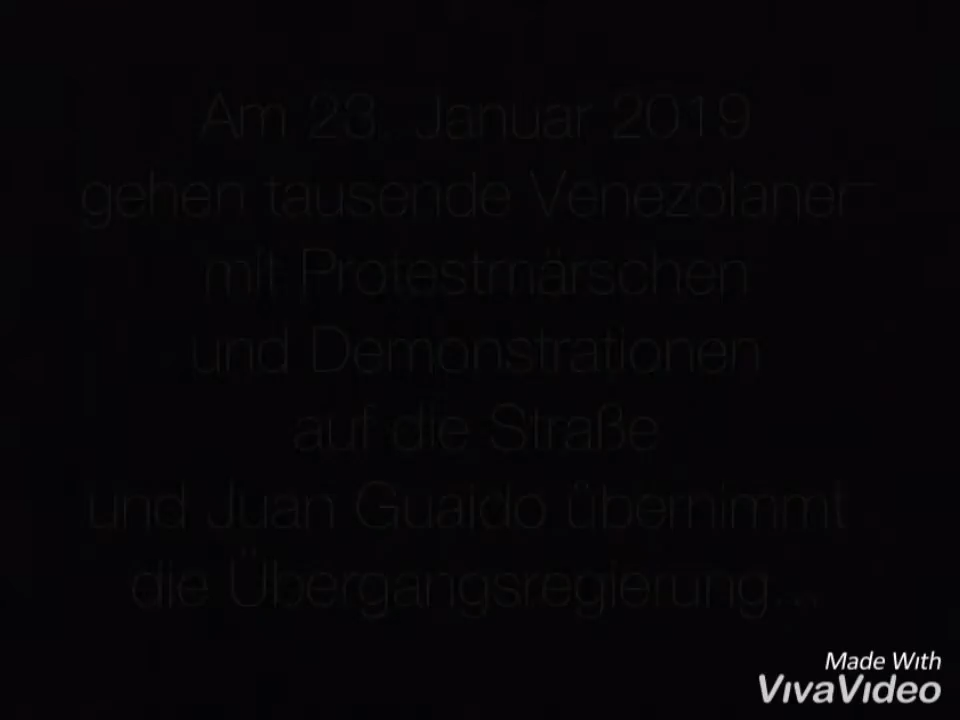 Am 23. Januar 2019
gehen tausende Venezolaner
mit Protestmärschen
und Demonstrationen
auf die Straße
und Juan Guaido übernimmt
die Übergangsregierung...
Made With
VivaVideo